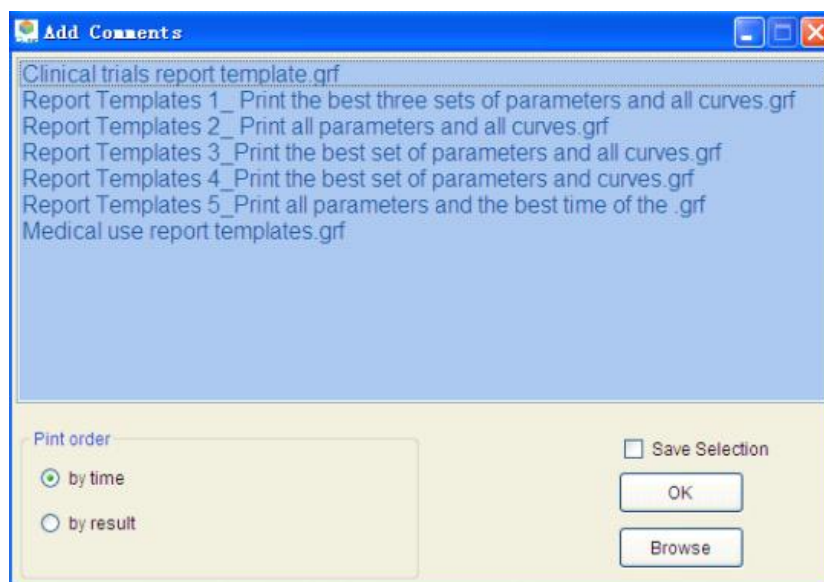 Add Comments
Clinical trials report template.grf
Report Templates 1_ Print the best three sets of parameters and all curves.grf
Report Templates 2_ Print all parameters and all curves.grf
Report Templates 3_Print the best set of parameters and all curves.grf
Report Templates 4_Print the best set of parameters and curves.grf
Report Templates 5_Print all parameters and the best time of the .grf
Medical use report templates.grf
Pint order
by time
by result
Save Selection
OK
Browse